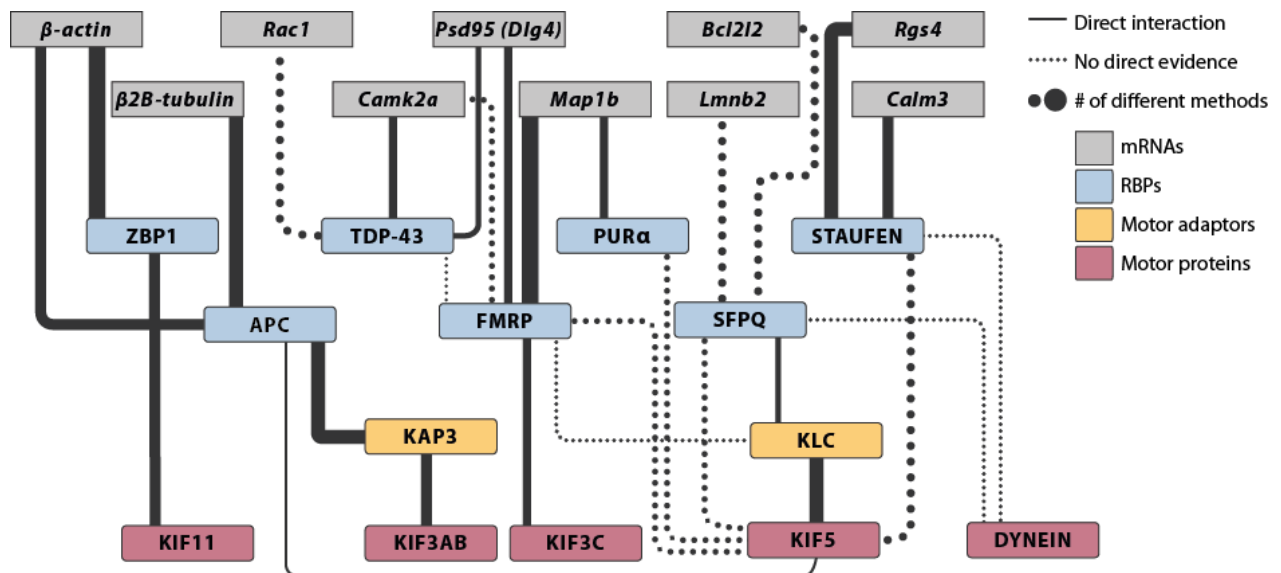 β-actin
Rac1
Psd95 (Dlg4)
Bcl2l2
Rgs4
Direct interaction
No direct evidence
β2B-tubulin
Camk2a
Map1b
Lmnb2
Calm3
# of different methods
mRNAs
RBPs
Motor adaptors
Motor proteins
ZBP1
TDP-43
PURα
STAUFEN
APC
FMRP
SFPQ
KAP3
KLC
KIF11
KIF3AB
KIF3C
KIF5
DYNEIN